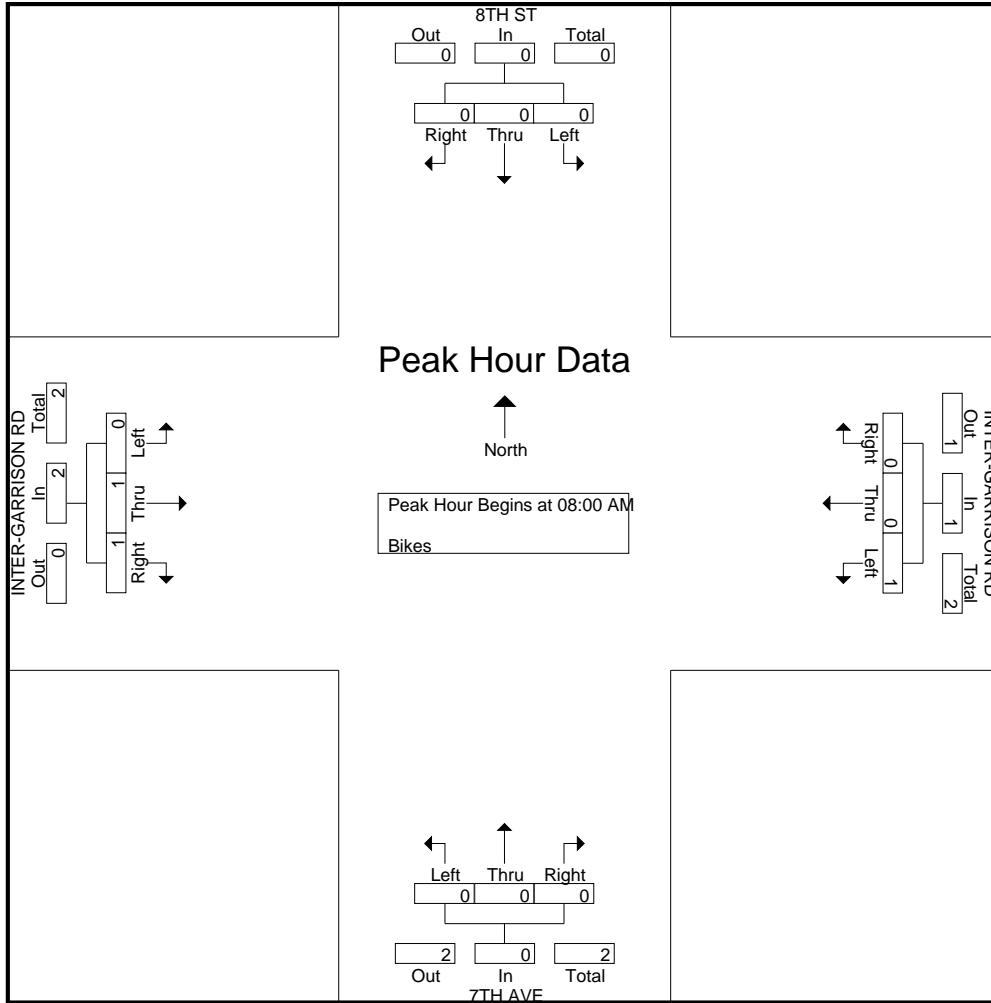 8TH ST
Out In Total
0 0 0
0 0 0
Right Thru Left
Peak Hour Data
North
Peak Hour Begins at 08:00 AM
Bikes
INTER-GARRISON RD
Total In Out
2 2 0
0 1 1
Left Thru Right
INTER-GARRISON RD
Out In Total
1 1 2
0 0 1
Right Thru Left
Left Thru Right
0 0 0
2 0 2
Out In Total
7TH AVE